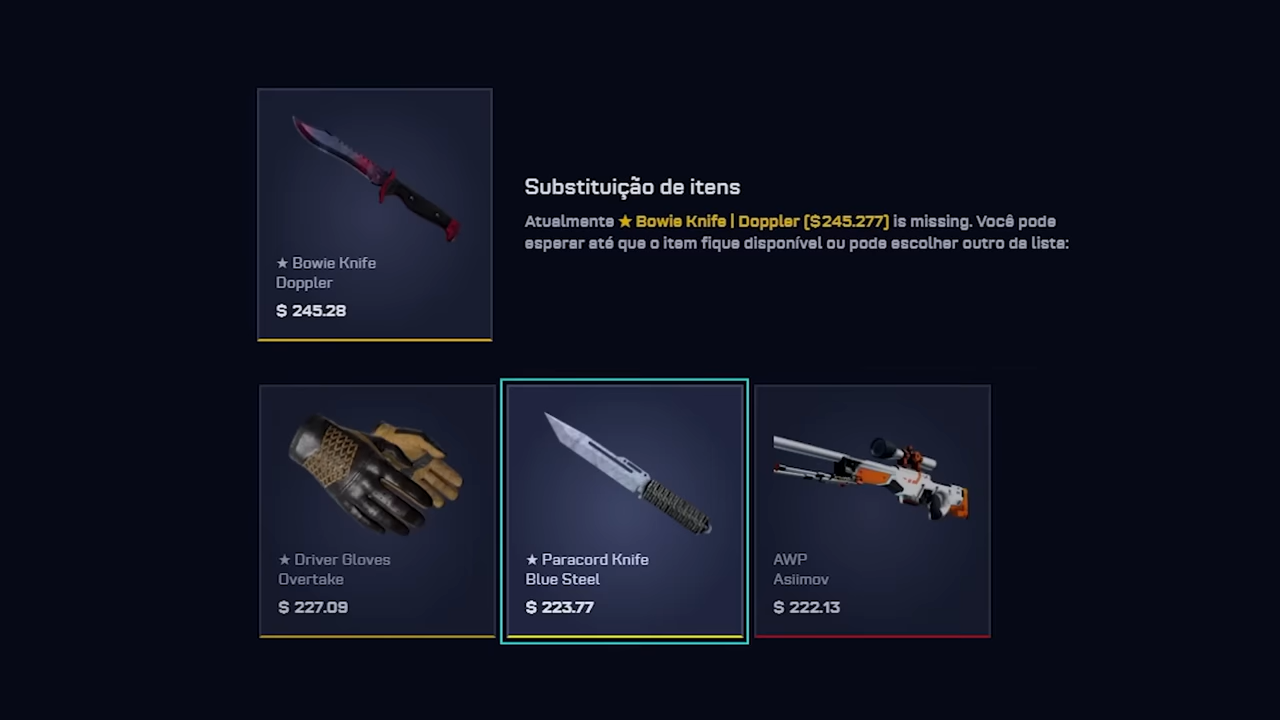 ★ Bowie Knife
Doppler
$ 245.28
Substituição de itens
Atualmente ★ Bowie Knife | Doppler ($245.277) is missing. Você pode
esperar até que o item fique disponível ou pode escolher outro da lista:
★ Driver Gloves
Overtake
$ 227.09
★ Paracord Knife
Blue Steel
$ 223.77
AWP
Asiimov
$ 222.13